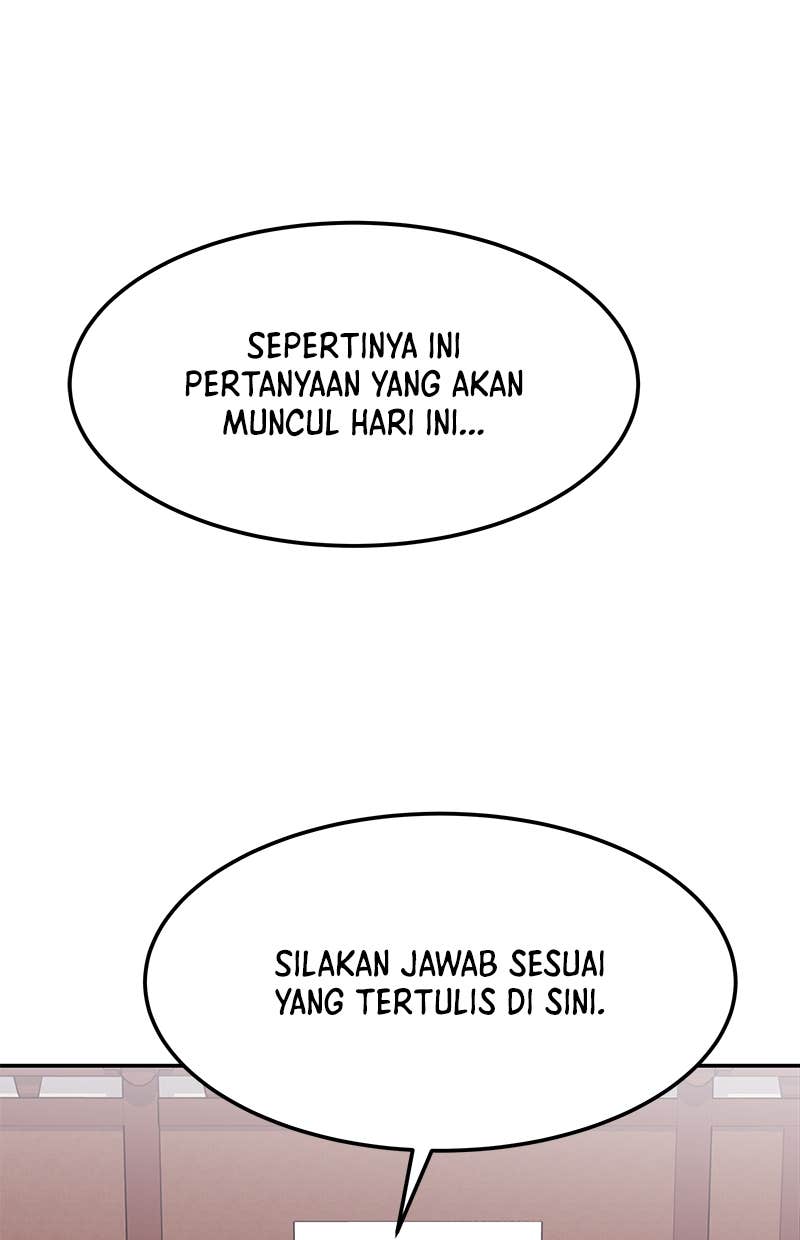 SEPERTINYA INI
PERTANYAAN YANG AKAN
MUNCUL HARI INI...
SILAKAN JAWAB SESUAI
YANG TERTULIS DI SINI.